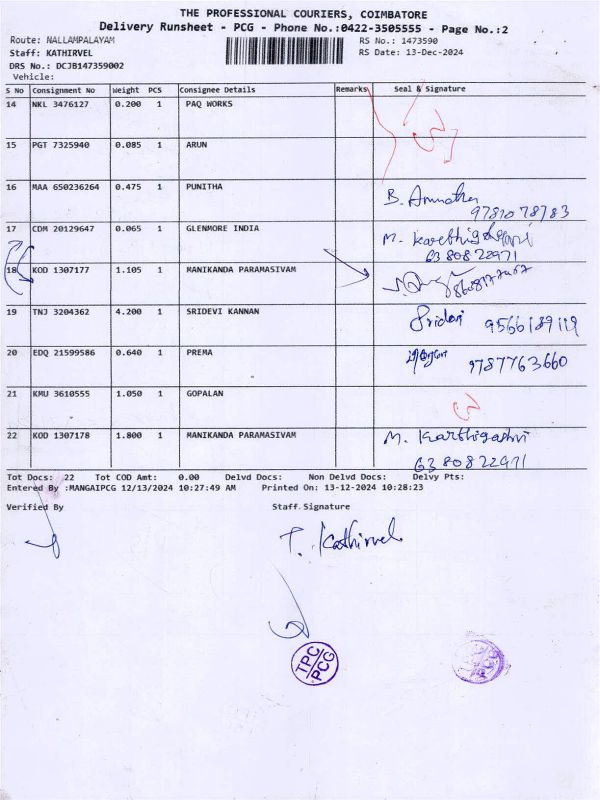 THE PROFESSIONAL COURIERS, COIMBATORE
Delivery Runsheet - PCG - Phone No.:0422-3505555 - Page No.:2
Route: NALLAMPALAYAM
RS No.: 1473590
Staff: KATHIRVEL
RS Date: 13-Dec-2024
DRS No.: DCJB147359002
Vehicle:
S No Consignment No Weight PCS Consignee Details Remarks Seal & Signature
14 NKL 3476127 0.200 1 PAQ WORKS
15 PGT 7325940 0.085 1 ARUN
16 MAA 650236264 0.475 1 PUNITHA B.
9781078783
17 CDM 20129647 0.065 1 GLENMORE INDIA M. Karthigashri
6380822971
18 KOD 1307177 1.105 1 MANIKANDA PARAMASIVAM
19 TNJ 3204362 4.200 1 SRIDEVI KANNAN Sridevi 9566189119
20 EDQ 21599586 0.640 1 PREMA 9787763660
21 KMU 3610555 1.050 1 GOPALAN
22 KOD 1307178 1.800 1 MANIKANDA PARAMASIVAM M. Karthigashri
6380822971
Tot Docs: 22 Tot COD Amt: 0.00 Delvd Docs: Non Delvd Docs: Delvy Pts:
Entered By :MANGAIPCG 12/13/2024 10:27:49 AM Printed On: 13-12-2024 10:28:23
Verified By Staff Signature
T. Kathirvel
TPC
PCG